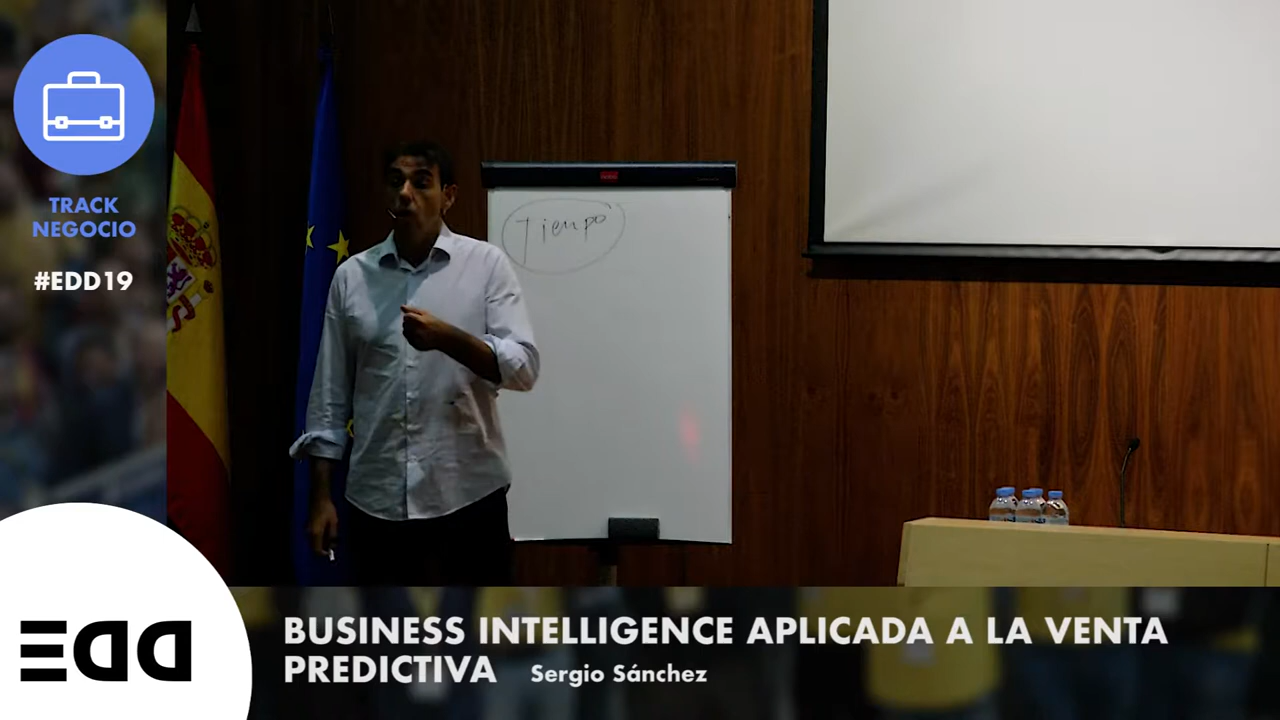 TRACK
NEGOCIO
#EDD19
Tiempo
EDD
BUSINESS INTELLIGENCE APLICADA A LA VENTA
PREDICTIVA Sergio Sánchez